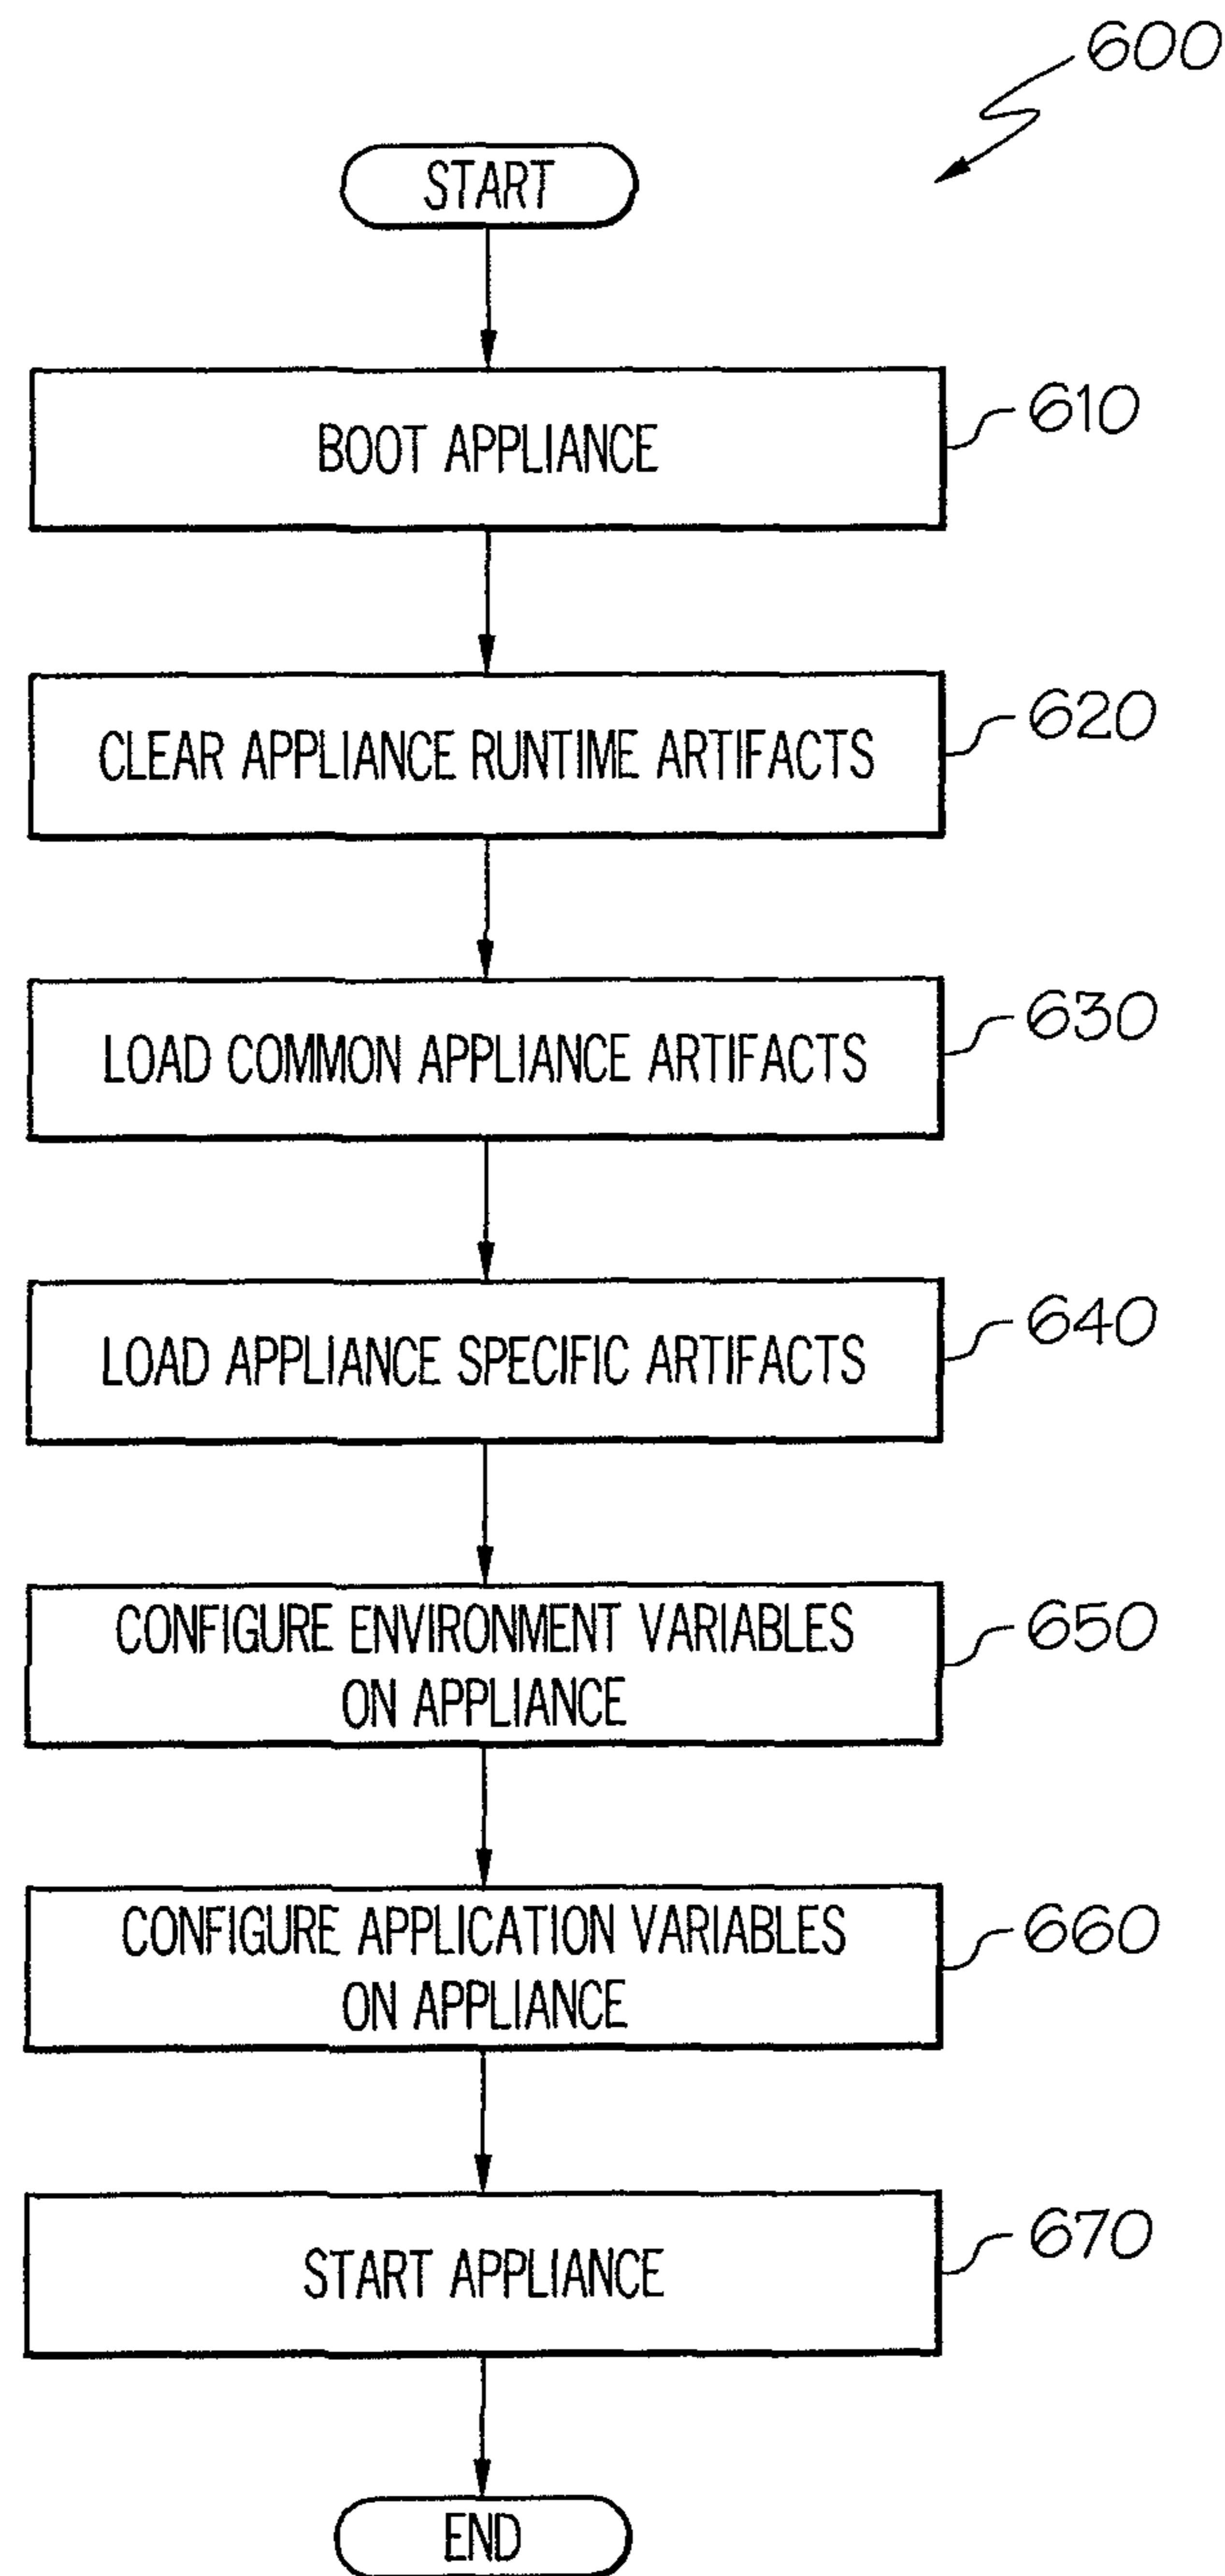 600
START
BOOT APPLIANCE
610
CLEAR APPLIANCE RUNTIME ARTIFACTS
620
LOAD COMMON APPLIANCE ARTIFACTS
630
LOAD APPLIANCE SPECIFIC ARTIFACTS
640
CONFIGURE ENVIRONMENT VARIABLES
ON APPLIANCE
650
CONFIGURE APPLICATION VARIABLES
ON APPLIANCE
660
START APPLIANCE
670
END